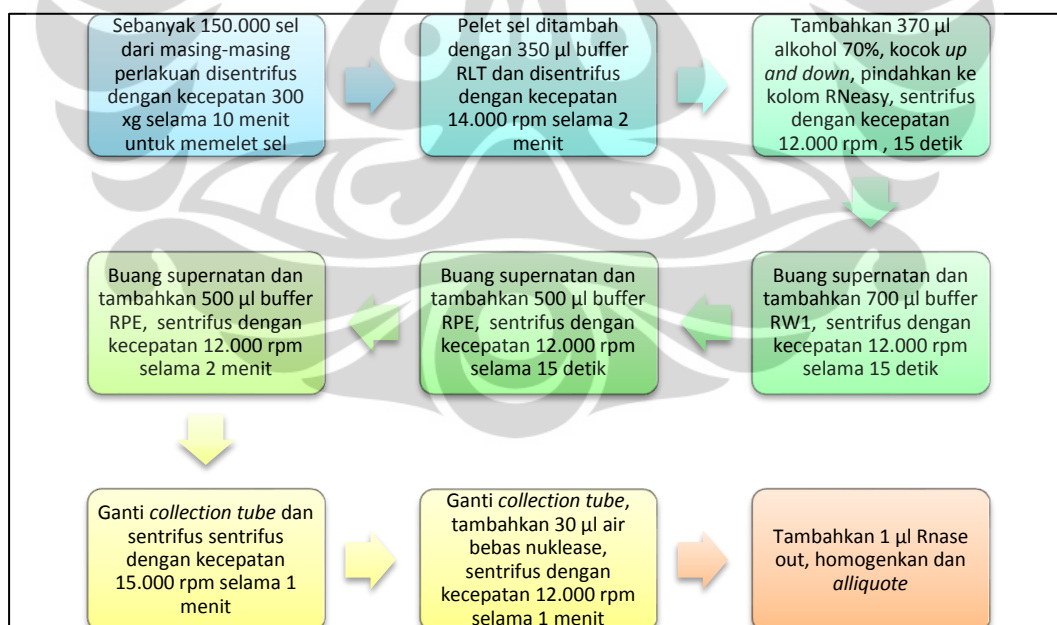 Sebanyak 150.000 sel
dari masing-masing
perlakuan disentrifus
dengan kecepatan 300
xg selama 10 menit
untuk memelet sel
Pelet sel ditambah
dengan 350 µl buffer
RLT dan disentrifus
dengan kecepatan
14.000 rpm selama 2
menit
Tambahkan 370 µl
alkohol 70%, kocok up
and down, pindahkan ke
kolom RNeasy, sentrifus
dengan kecepatan
12.000 rpm , 15 detik
Buang supernatan dan
tambahkan 700 µl buffer
RW1, sentrifus dengan
kecepatan 12.000 rpm
selama 15 detik
Buang supernatan dan
tambahkan 500 µl buffer
RPE, sentrifus dengan
kecepatan 12.000 rpm
selama 15 detik
Buang supernatan dan
tambahkan 500 µl buffer
RPE, sentrifus dengan
kecepatan 12.000 rpm
selama 2 menit
Ganti collection tube dan
sentrifus sentrifus
dengan kecepatan
15.000 rpm selama 1
menit
Ganti collection tube,
tambahkan 30 µl air
bebas nuklease,
sentrifus dengan
kecepatan 12.000 rpm
selama 1 menit
Tambahkan 1 µl Rnase
out, homogenkan dan
alliquote